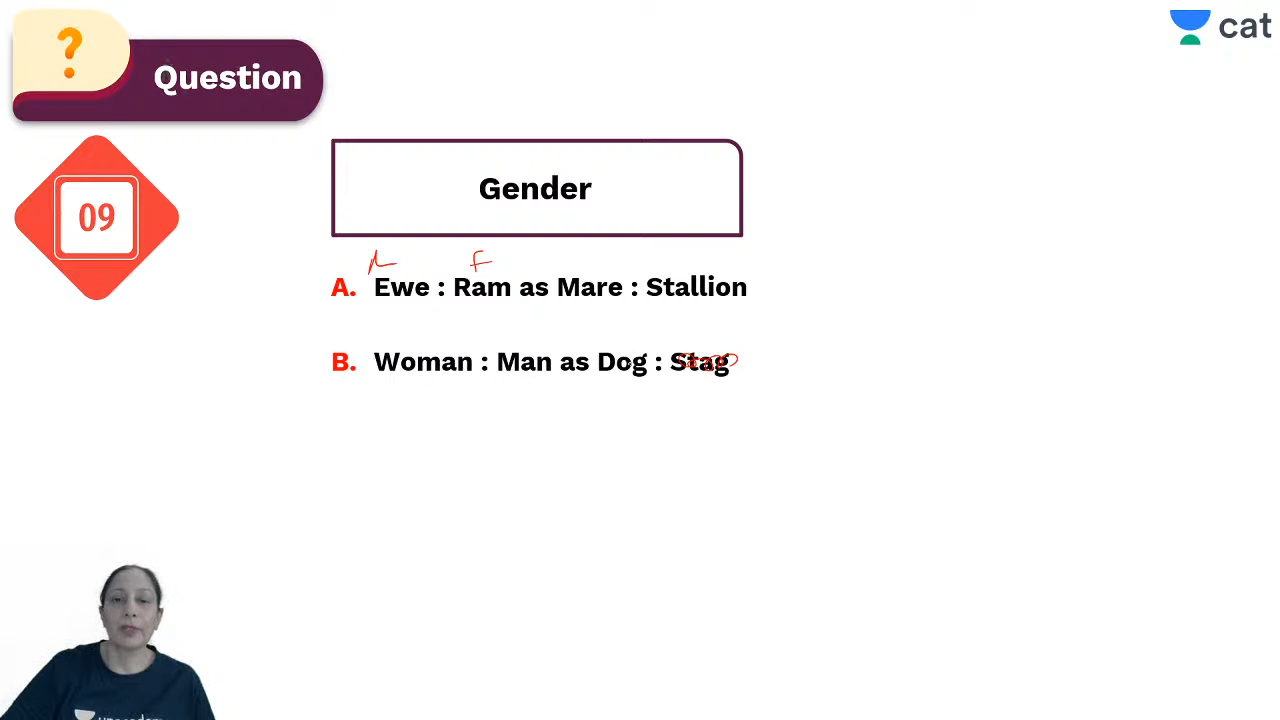 ?
Question
cat
09
Gender
F
A. Ewe : Ram as Mare : Stallion
B. Woman : Man as Dog : Stag